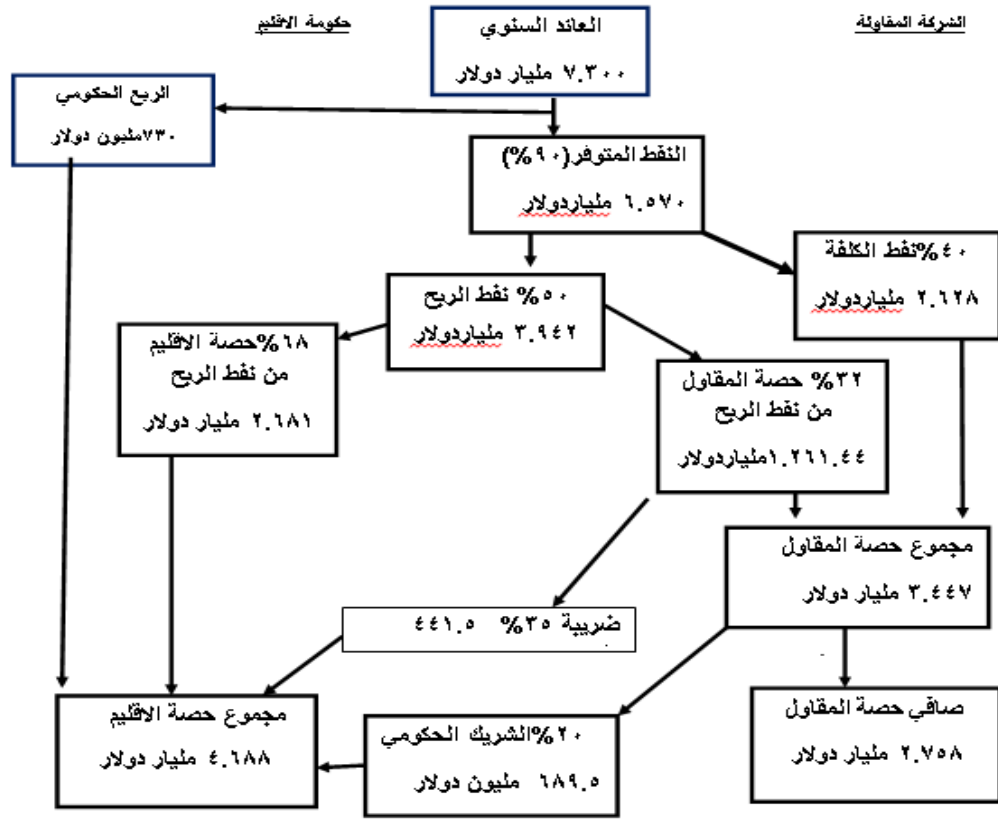 الشركة المقاولة
حكومة الاقليم
العائد السنوي
٧.٣٠٠ مليار دولار
الريع الحكومي
٧٣٠مليون دولار
النفط المتوفر(٩٠%)
٦.٥٧٠ ملياردولار
٤٠%نفط الكلفة
٢.٦٢٨ ملياردولار
٥٠% نفط الربح
٣.٩٤٢ ملياردولار
٦٨%حصة الاقليم
من نفط الربح
٢.٦٨١ مليار دولار
٣٢% حصة المقاول
من نفط الربح
١.٢٦١.٤٤ملياردولار
مجموع حصة المقاول
٣.٤٤٧ مليار دولار
ضريبة ٣٥% ٤٤١.٥
صافي حصة المقاول
٢.٧٥٨ مليار دولار
٢٠%الشريك الحكومي
٦٨٩.٥ مليون دولار
مجموع حصة الاقليم
٤.٦٨٨ مليار دولار